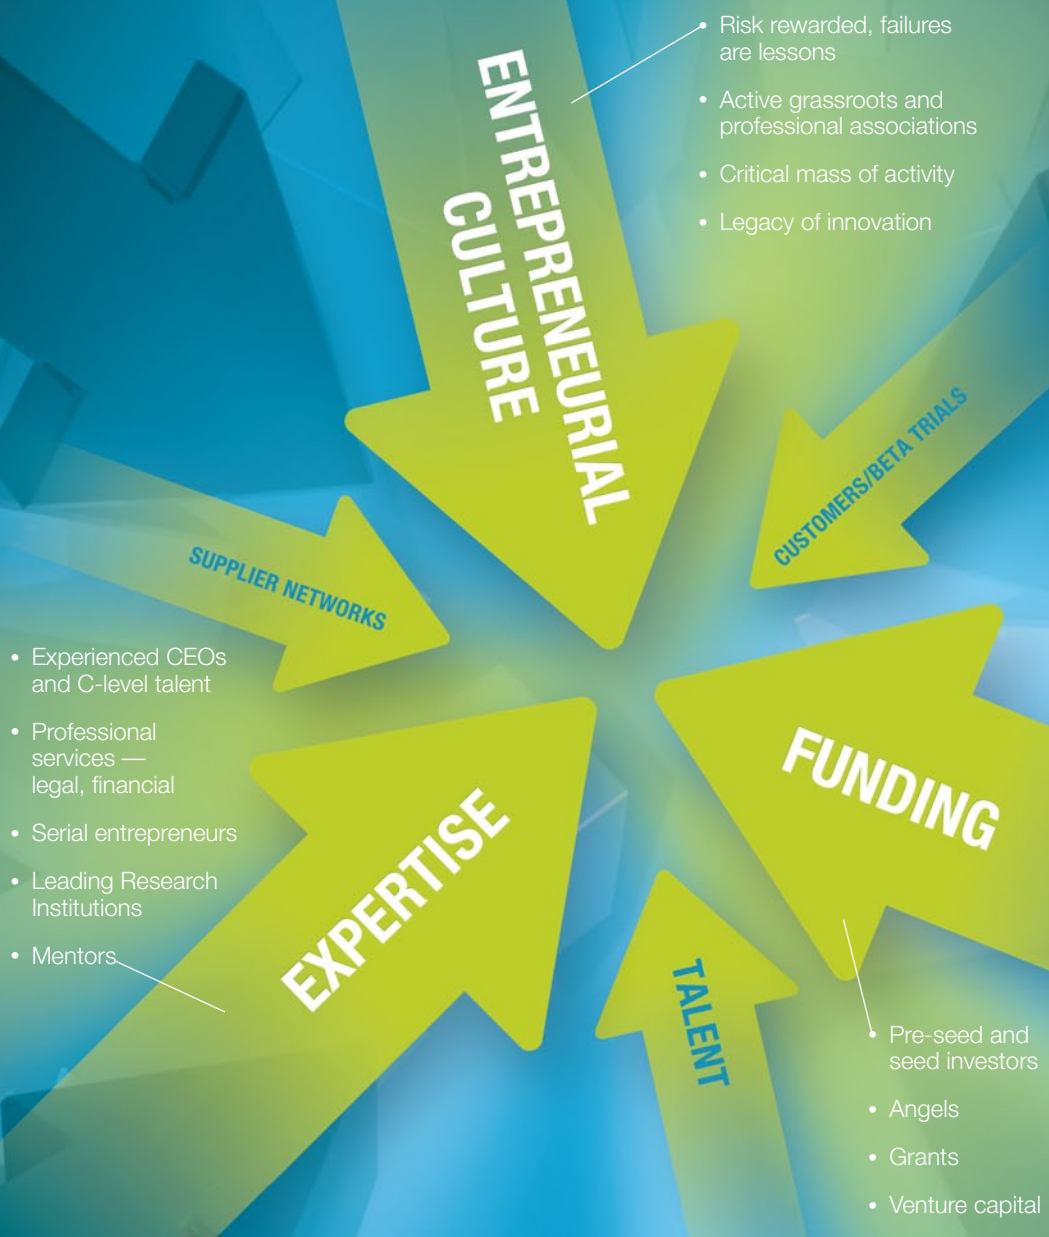 • Risk rewarded, failures
are lessons
• Active grassroots and
professional associations
• Critical mass of activity
• Legacy of innovation
ENTREPRENEURIAL
CULTURE
CUSTOMERS/BETA TRIALS
SUPPLIER NETWORKS
• Experienced CEOs
and C-level talent
• Professional
services —
legal, financial
• Serial entrepreneurs
• Leading Research
Institutions
• Mentors
FUNDING
EXPERTISE
TALENT
• Pre-seed and
seed investors
• Angels
• Grants
• Venture capital